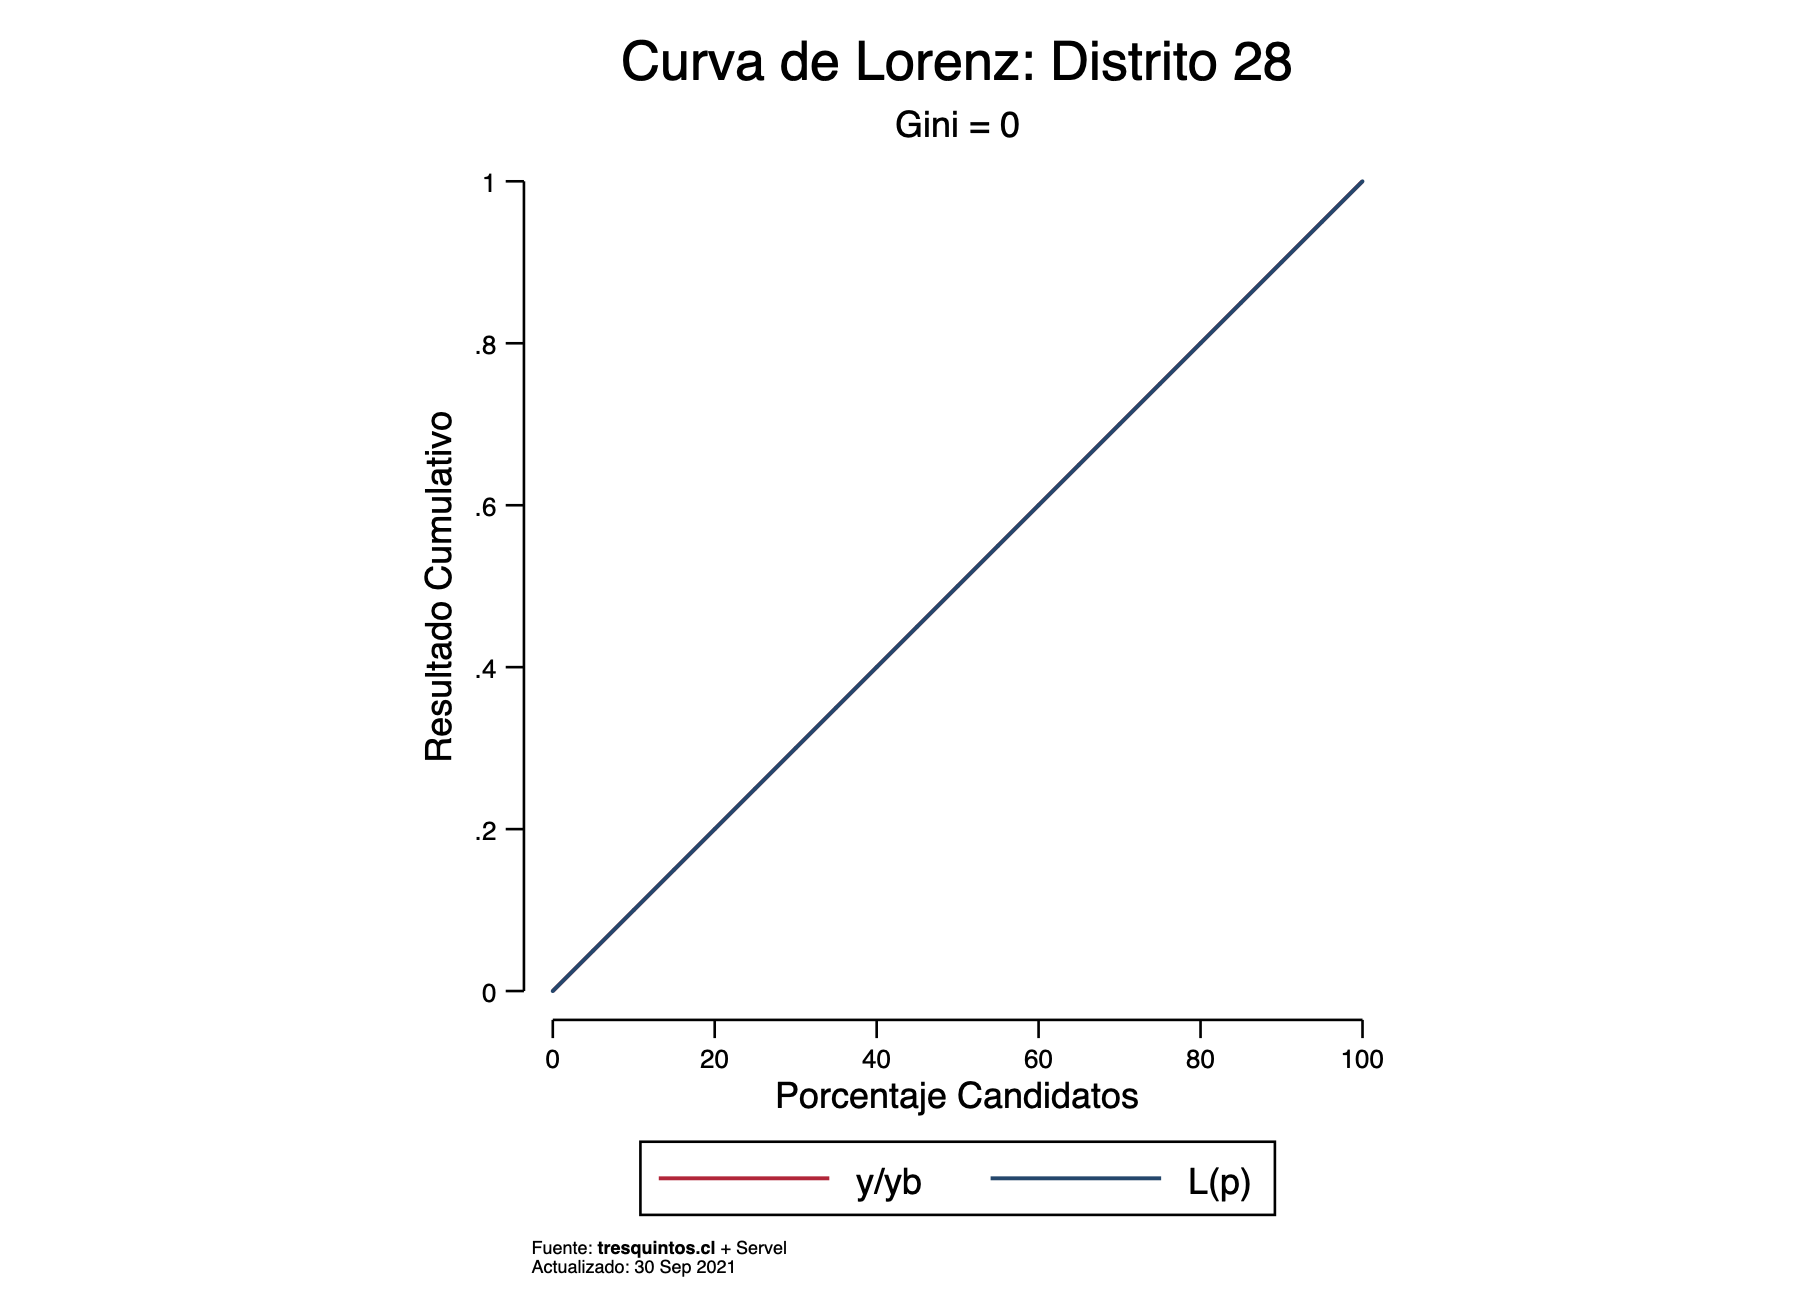 Curva de Lorenz: Distrito 28
Gini = 0
Resultado Cumulativo
1
.8
.6
.4
.2
0
0 20 40 60 80 100
Porcentaje Candidatos
y/yb L(p)
Fuente: tresquintos.cl + Servel
Actualizado: 30 Sep 2021